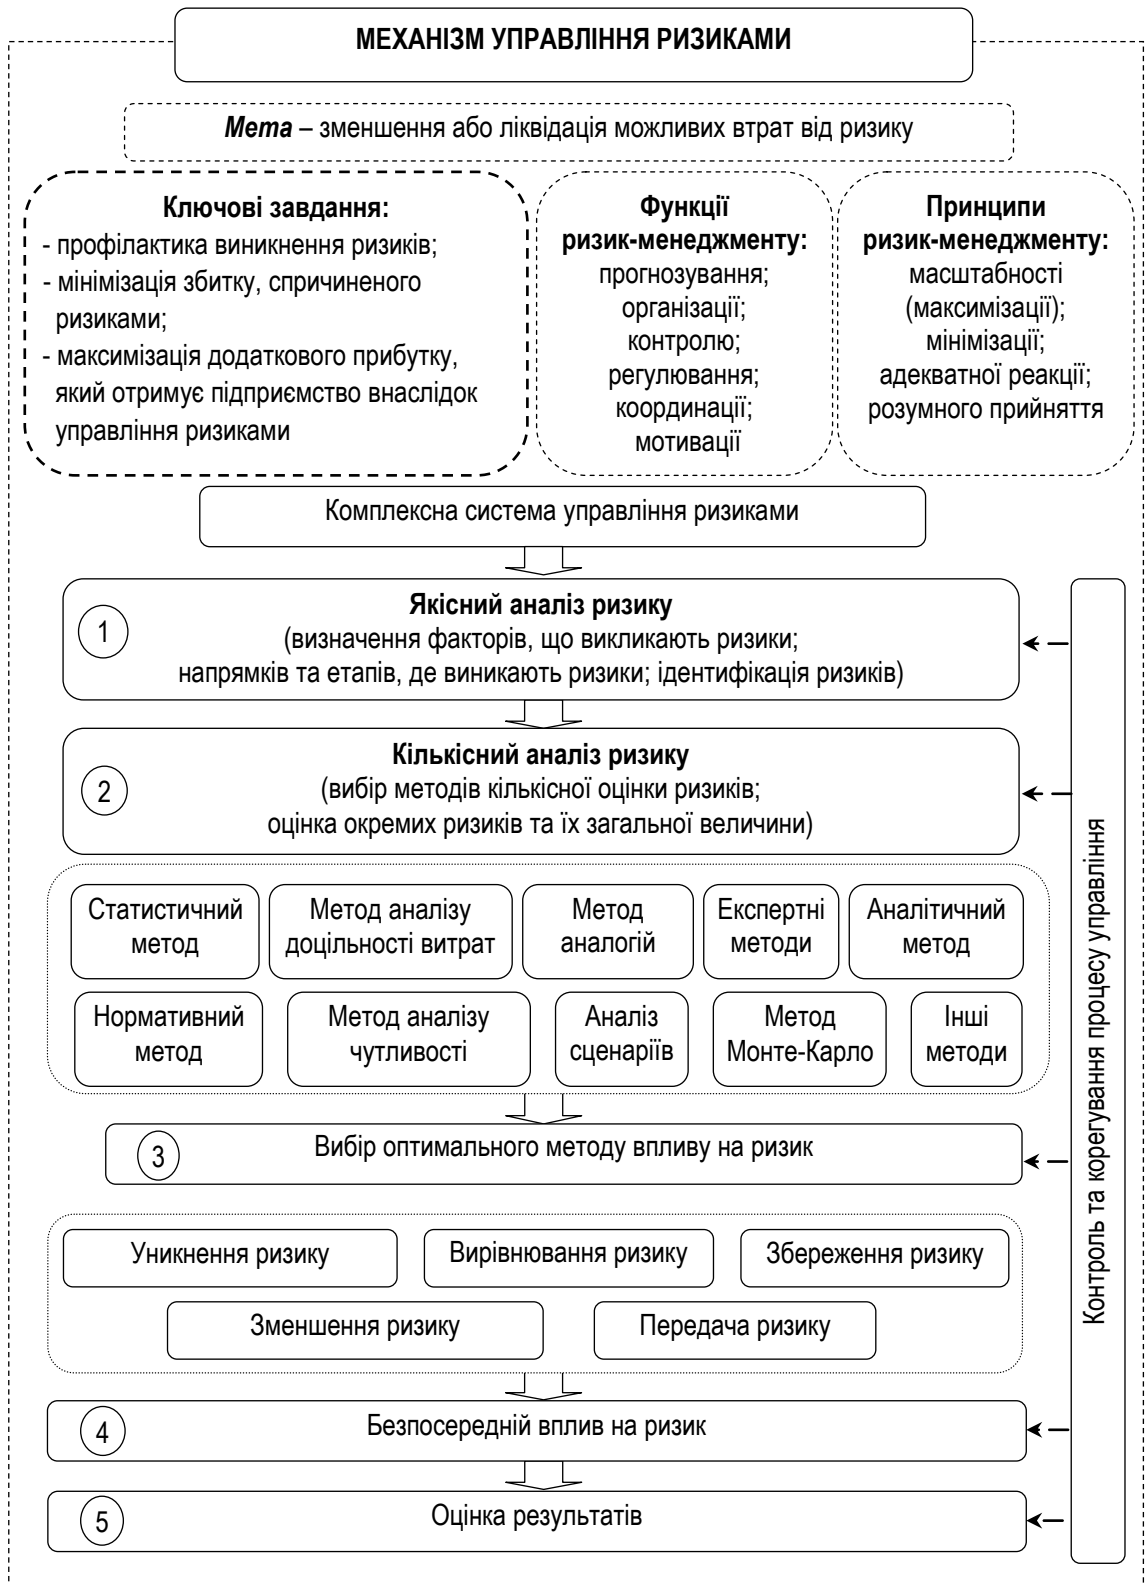 МЕХАНІЗМ УПРАВЛІННЯ РИЗИКАМИ
Мета – зменшення або ліквідація можливих втрат від ризику
Ключові завдання:
- профілактика виникнення ризиків;
- мінімізація збитку, спричиненого
ризиками;
- максимізація додаткового прибутку,
який отримує підприємство внаслідок
управління ризиками
Функції
ризик-менеджменту:
прогнозування;
організації;
контролю;
регулювання;
координації;
мотивації
Принципи
ризик-менеджменту:
масштабності
(максимізації);
мінімізації;
адекватної реакції;
розумного прийняття
Комплексна система управління ризиками
1
Якісний аналіз ризику
(визначення факторів, що викликають ризики;
напрямків та етапів, де виникають ризики; ідентифікація ризиків)
2
Кількісний аналіз ризику
(вибір методів кількісної оцінки ризиків;
оцінка окремих ризиків та їх загальної величини)
Статистичний
метод
Метод аналізу
доцільності витрат
Метод
аналогій
Експертні
методи
Аналітичний
метод
Нормативний
метод
Метод аналізу
чутливості
Аналіз
сценаріїв
Метод
Монте-Карло
Інші
методи
3
Вибір оптимального методу впливу на ризик
Уникнення ризику
Вирівнювання ризику
Збереження ризику
Зменшення ризику
Передача ризику
4
Безпосередній вплив на ризик
5
Оцінка результатів
Контроль та корегування процесу управління